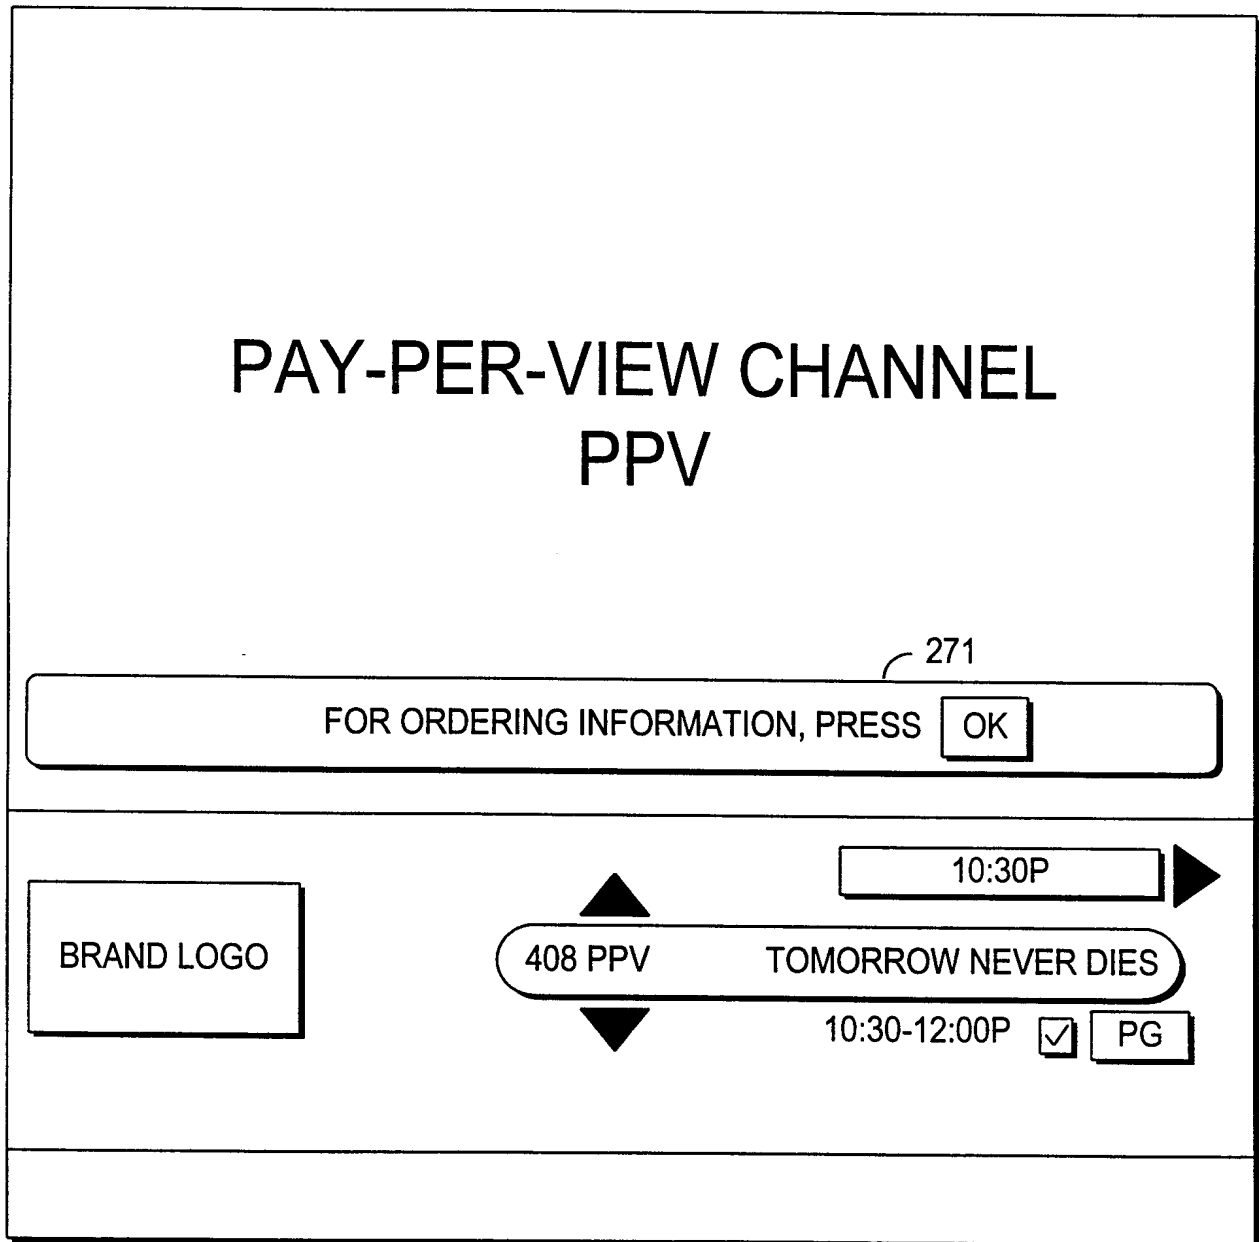 PAY-PER-VIEW CHANNEL
PPV
271
FOR ORDERING INFORMATION, PRESS OK
10:30P
BRAND LOGO
408 PPV TOMORROW NEVER DIES
10:30-12:00P PG